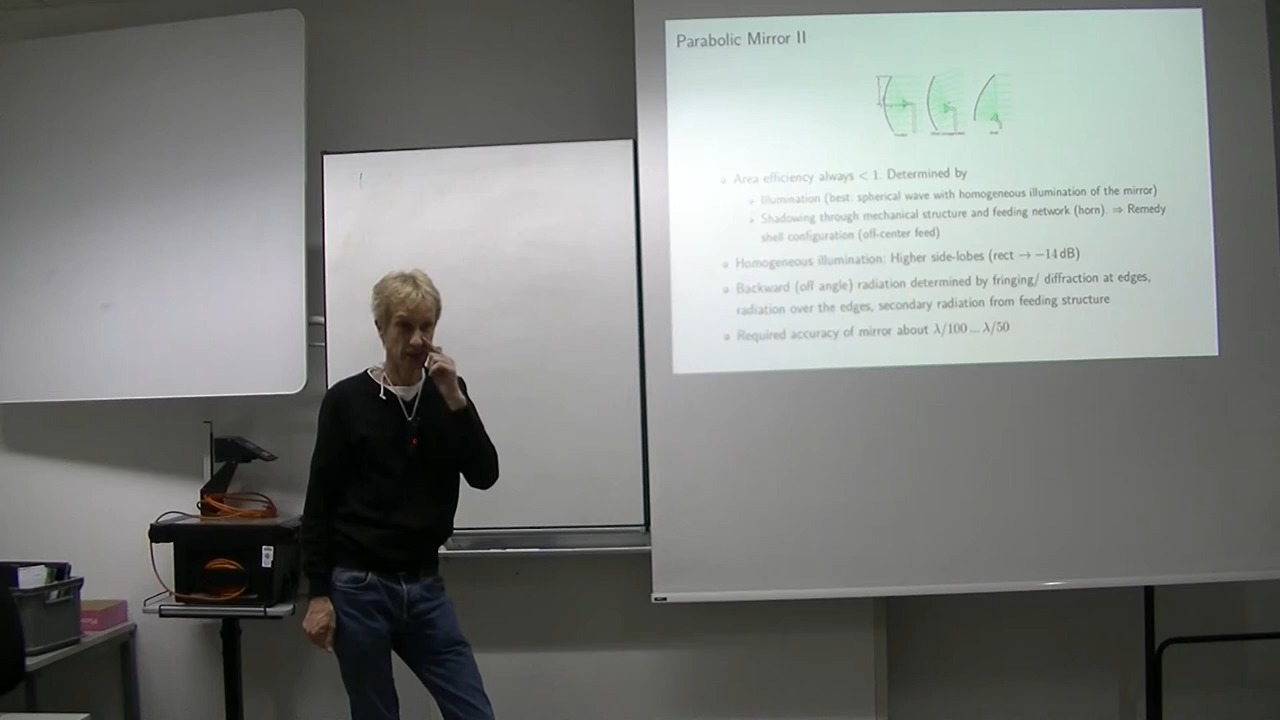 Parabolic Mirror II
Area efficiency always < 1. Determined by
Illumination (best: spherical wave with homogeneous illumination of the mirror)
Shadowing through mechanical structure and feeding network (horn). ⇒ Remedy
shell configuration (off-center feed)
Homogeneous illumination: Higher side-lobes (rect → −14 dB)
Backward (off angle) radiation determined by fringing/ diffraction at edges,
radiation over the edges, secondary radiation from feeding structure
Required accuracy of mirror about λ/100 ... λ/50